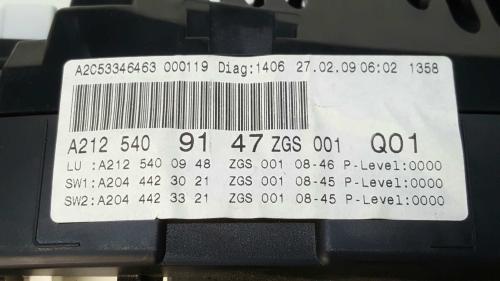 A2C53346463 000119 Diag:1406 27.02.09 06:02 1358
A212 540 91 47 ZGS 001 Q01
LU :A212 540 09 48 ZGS 001 08-46 P-Level:0000
SW1:A204 442 30 21 ZGS 001 08-45 P-Level:0000
SW2:A204 442 33 21 ZGS 001 08-45 P-Level:0000